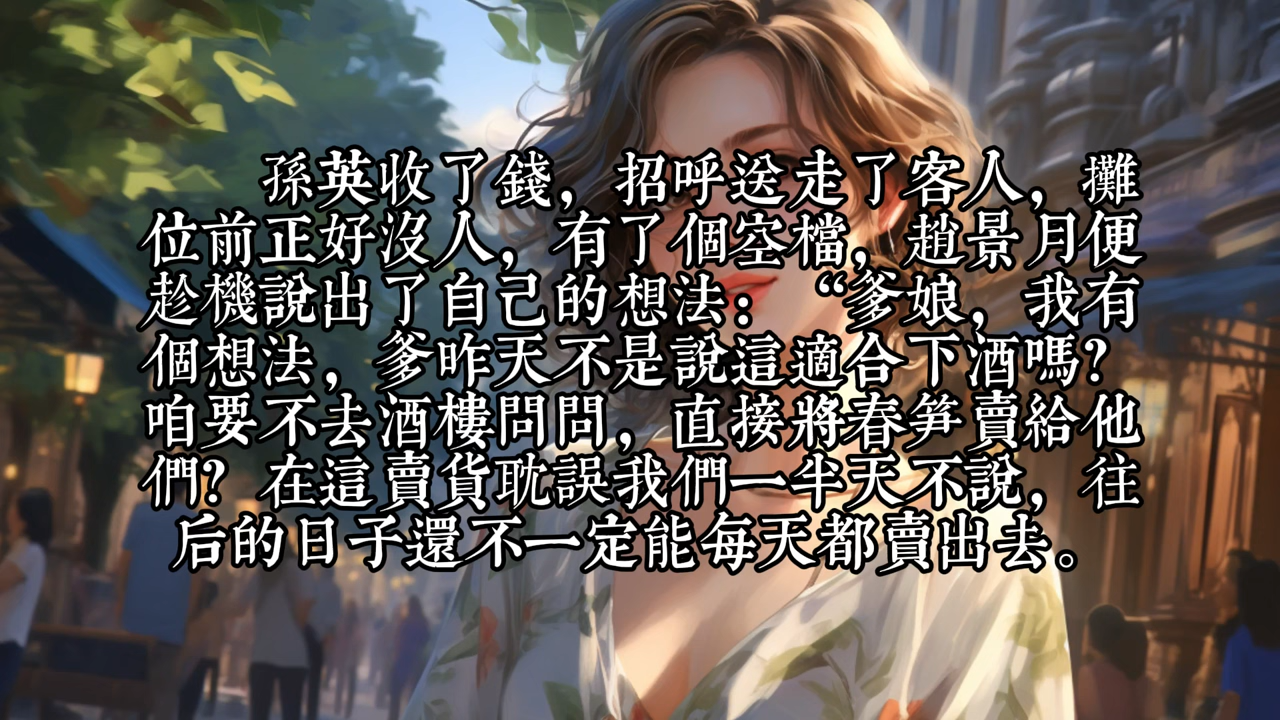 孫英收了錢，招呼送走了客人，攤
位前正好沒人，有了個空檔，趙景月便
趁機說出了自己的想法：“爹娘，我有
個想法，爹昨天不是說這適合下酒嗎？
咱要不去酒樓問問，直接將春筍賣給他
們？在這賣貨耽誤我們一半天不說，往
后的日子還不一定能每天都賣出去。